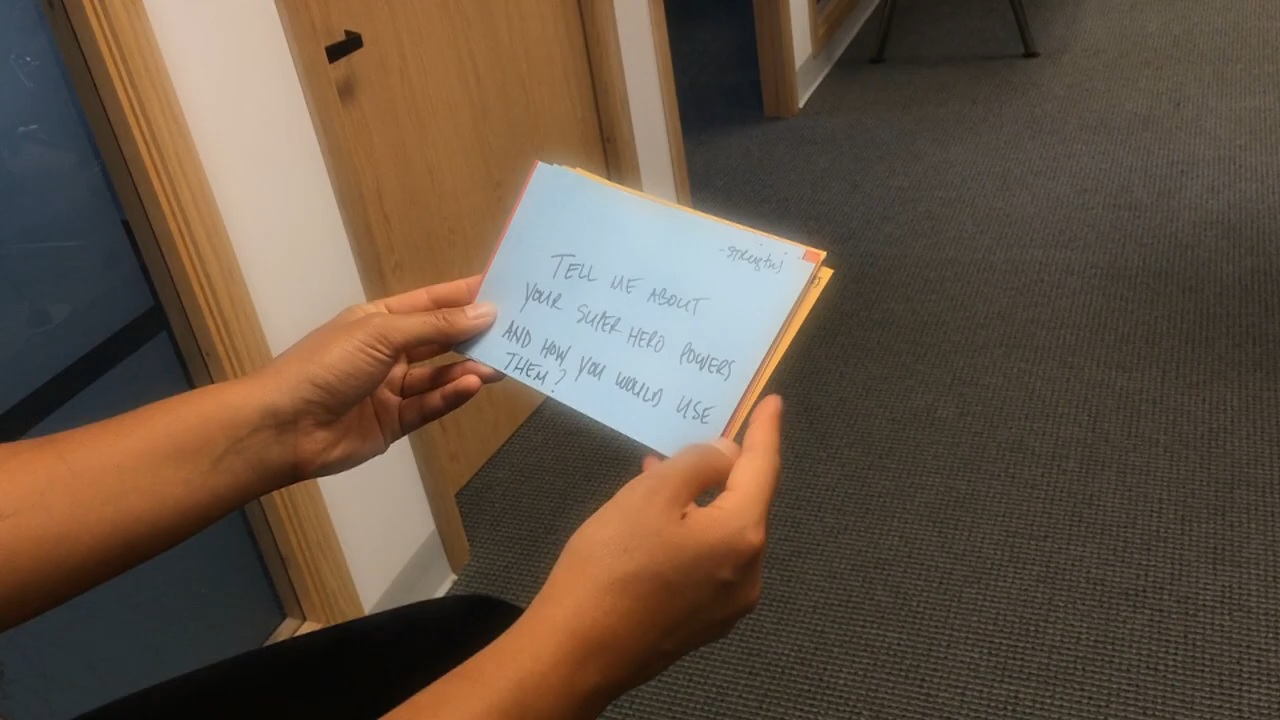 TELL ME ABOUT
YOUR SUPER HERO POWERS
AND HOW YOU WOULD USE
THEM?